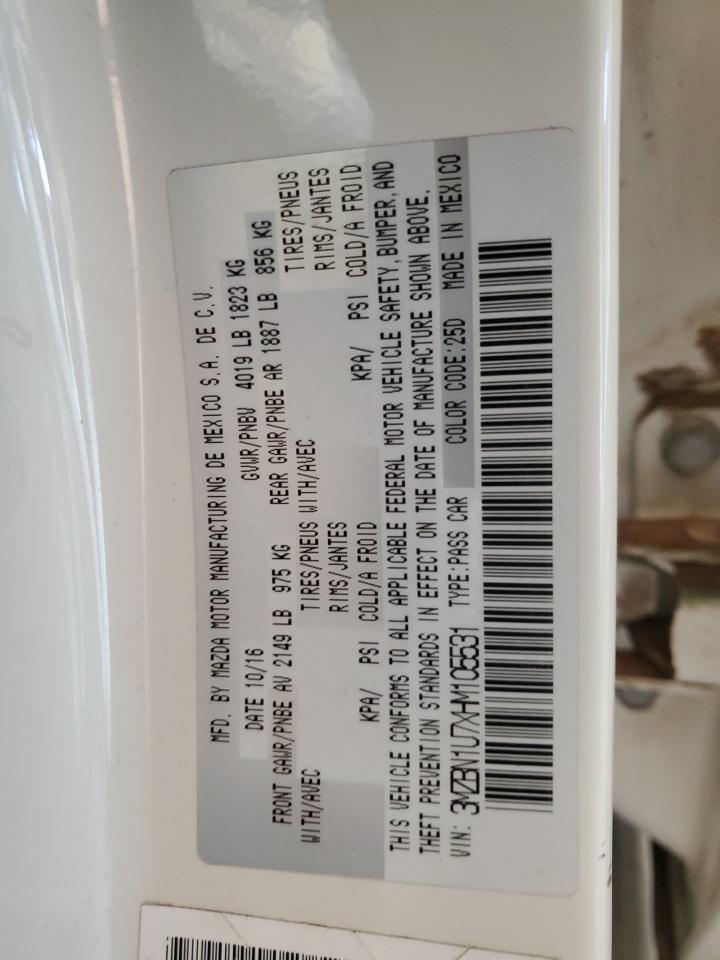 MFD. BY MAZDA MOTOR MANUFACTURING DE MEXICO S.A. DE C.V.
DATE 10/16 GVWR/PNBV 4019 LB 1823 KG
FRONT GAWR/PNBE AV 2149 LB 975 KG REAR GAWR/PNBE AR 1887 LB 856 KG
WITH/AVEC TIRES/PNEUS WITH/AVEC TIRES/PNEUS
RIMS/JANTES RIMS/JANTES
KPA/ PSI COLD/A FROID KPA/ PSI COLD/A FROID
THIS VEHICLE CONFORMS TO ALL APPLICABLE FEDERAL MOTOR VEHICLE SAFETY, BUMPER, AND
THEFT PREVENTION STANDARDS IN EFFECT ON THE DATE OF MANUFACTURE SHOWN ABOVE.
VIN: 3MZBN1U7XHM105531 TYPE:PASS CAR COLOR CODE:25D MADE IN MEXICO